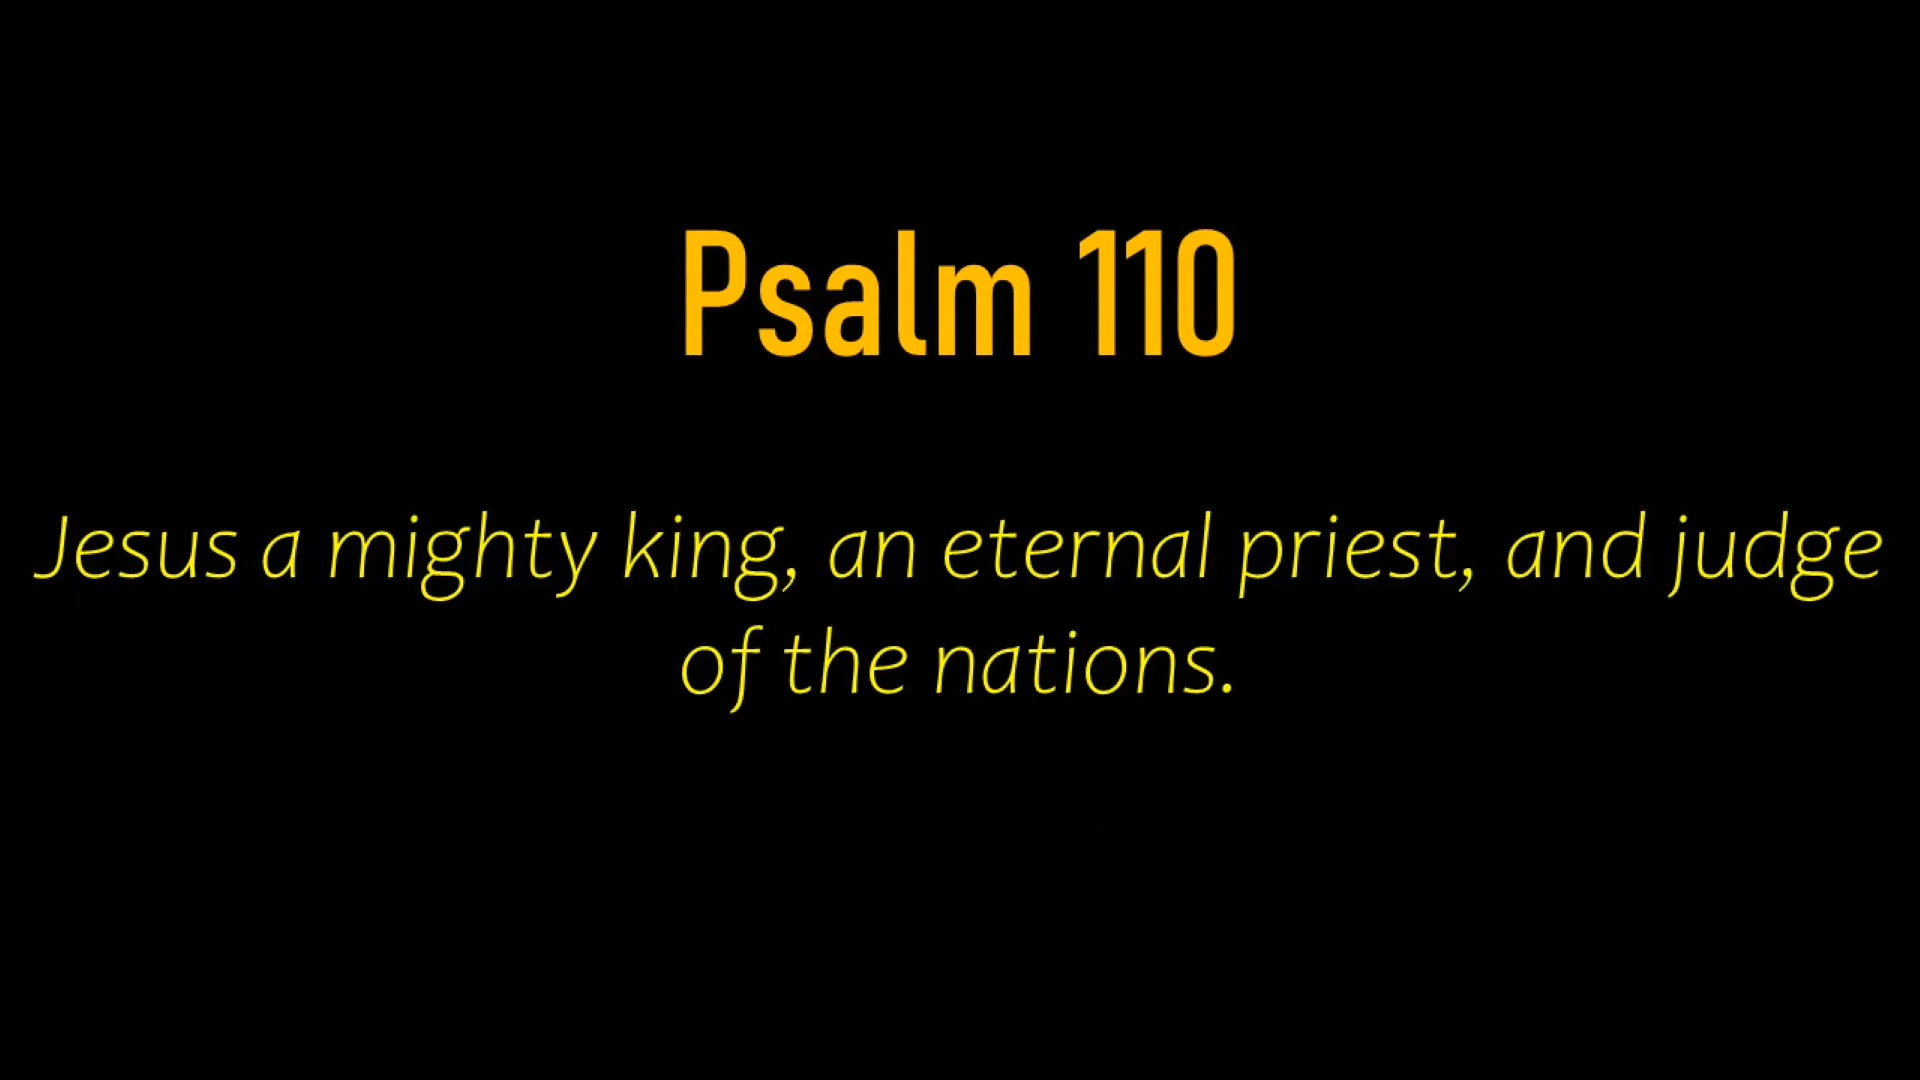 Psalm 110
Jesus a mighty king, an eternal priest, and judge
of the nations.